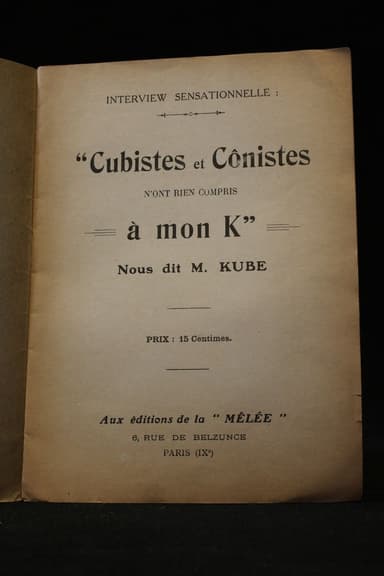 INTERVIEW SENSATIONNELLE :
"Cubistes et Cônistes
N'ONT RIEN COMPRIS
à mon K"
Nous dit M. KUBE
PRIX : 15 Centimes.
Aux éditions de la " MÊLÉE "
6, RUE DE BELZUNCE
PARIS (IXe)